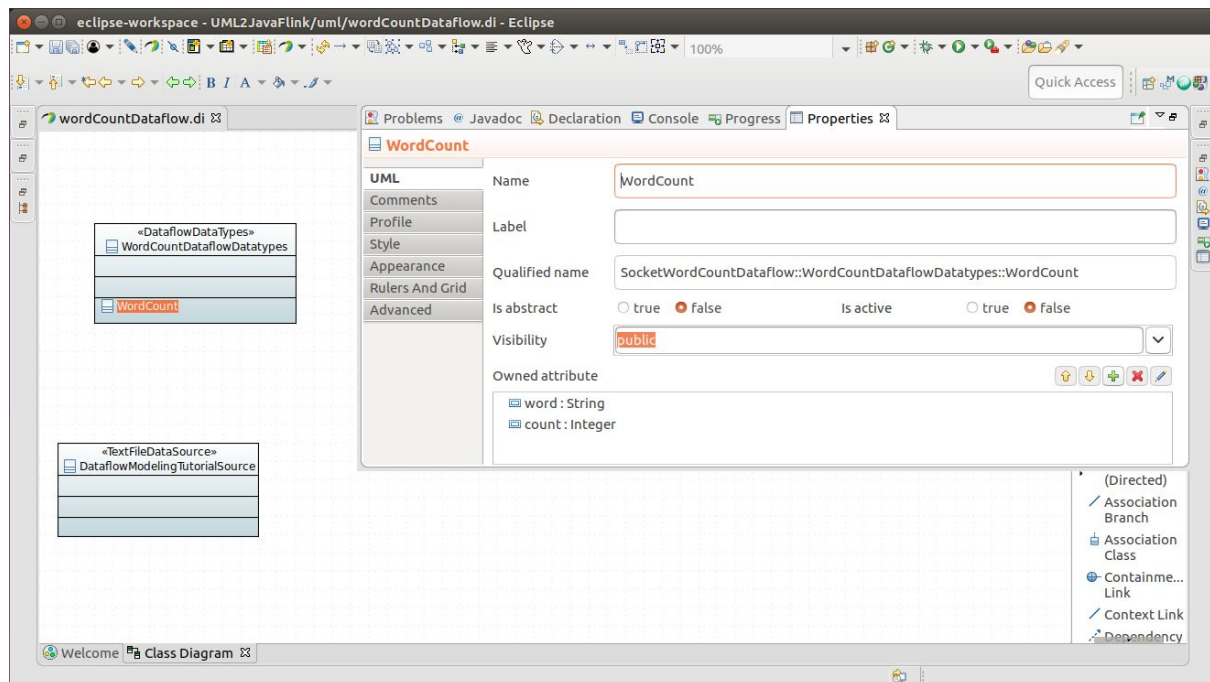 eclipse-workspace - UML2JavaFlink/uml/wordCountDataflow.di - Eclipse
100%
B I A
Quick Access
wordCountDataflow.di
Problems @ Javadoc Declaration Console Progress Properties
WordCount
UML
Comments
Profile
Style
Appearance
Rulers And Grid
Advanced
Name WordCount
Label
Qualified name SocketWordCountDataflow::WordCountDataflowDatatypes::WordCount
Is abstract true false Is active true false
Visibility public
Owned attribute
word : String
count : Integer
«DataflowDataTypes»
WordCountDataflowDatatypes
WordCount
«TextFileDataSource»
DataflowModelingTutorialSource
(Directed)
Association
Branch
Association
Class
Containme...
Link
Context Link
Dependency
Welcome Class Diagram